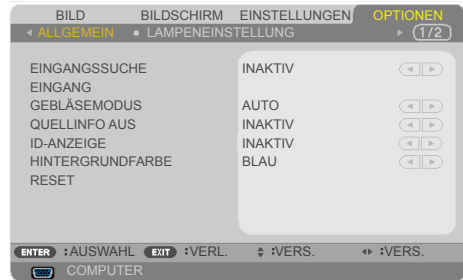 BILD BILDSCHIRM EINSTELLUNGEN OPTIONEN
ALLGEMEIN • LAMPENEINSTELLUNG 1/2
EINGANGSSUCHE INAKTIV
EINGANG
GEBLÄSEMODUS AUTO
QUELLINFO AUS INAKTIV
ID-ANZEIGE INAKTIV
HINTERGRUNDFARBE BLAU
RESET
ENTER :AUSWAHL EXIT :VERL. :VERS. :VERS.
COMPUTER